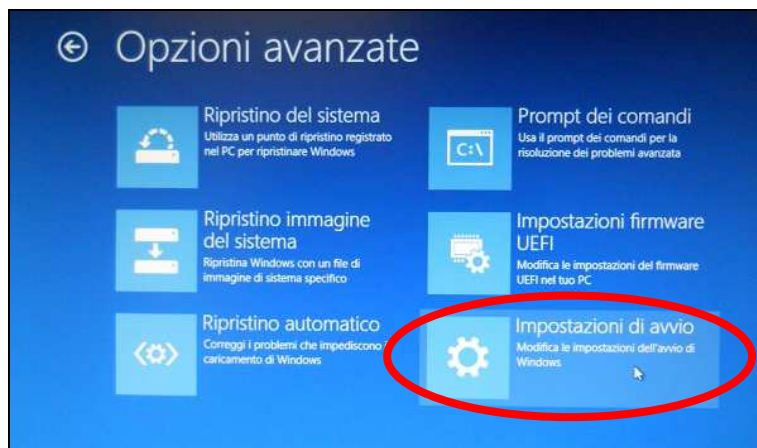 Opzioni avanzate
Ripristino del sistema
Utilizza un punto di ripristino registrato
nel PC per ripristinare Windows
Prompt dei comandi
Usa il prompt dei comandi per la
risoluzione dei problemi avanzata
C:\
Ripristino immagine
del sistema
Ripristina Windows con un file di
immagine di sistema specifico
Impostazioni firmware
UEFI
Modifica le impostazioni del firmware
UEFI nel tuo PC
Ripristino automatico
Correggi i problemi che impediscono il
caricamento di Windows
Impostazioni di avvio
Modifica le impostazioni dell'avvio di
Windows